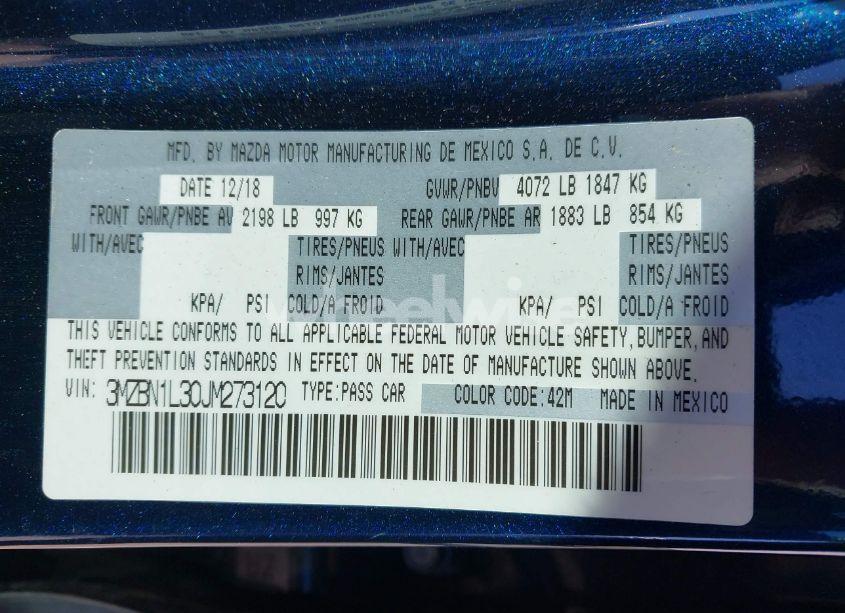 MFD. BY MAZDA MOTOR MANUFACTURING DE MEXICO S.A. DE C.V.
DATE 12/18 GVWR/PNBV 4072 LB 1847 KG
FRONT GAWR/PNBE AV 2198 LB 997 KG REAR GAWR/PNBE AR 1883 LB 854 KG
WITH/AVEC TIRES/PNEUS WITH/AVEC TIRES/PNEUS
RIMS/JANTES RIMS/JANTES
KPA/ PSI COLD/A FROID KPA/ PSI COLD/A FROID
THIS VEHICLE CONFORMS TO ALL APPLICABLE FEDERAL MOTOR VEHICLE SAFETY, BUMPER, AND
THEFT PREVENTION STANDARDS IN EFFECT ON THE DATE OF MANUFACTURE SHOWN ABOVE.
VIN: 3MZBN1L30JM273120 TYPE:PASS CAR COLOR CODE:42M MADE IN MEXICO